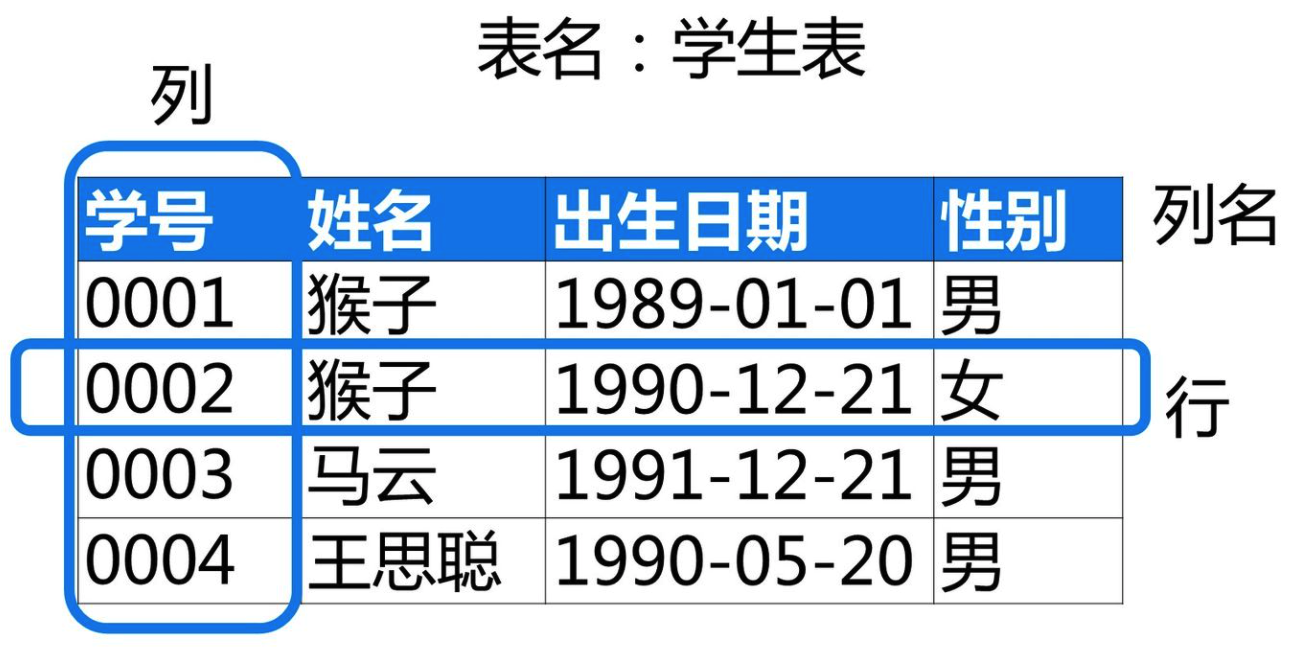 表名：学生表
列
学号 姓名 出生日期 性别 列名
0001 猴子 1989-01-01 男
0002 猴子 1990-12-21 女 行
0003 马云 1991-12-21 男
0004 王思聪 1990-05-20 男